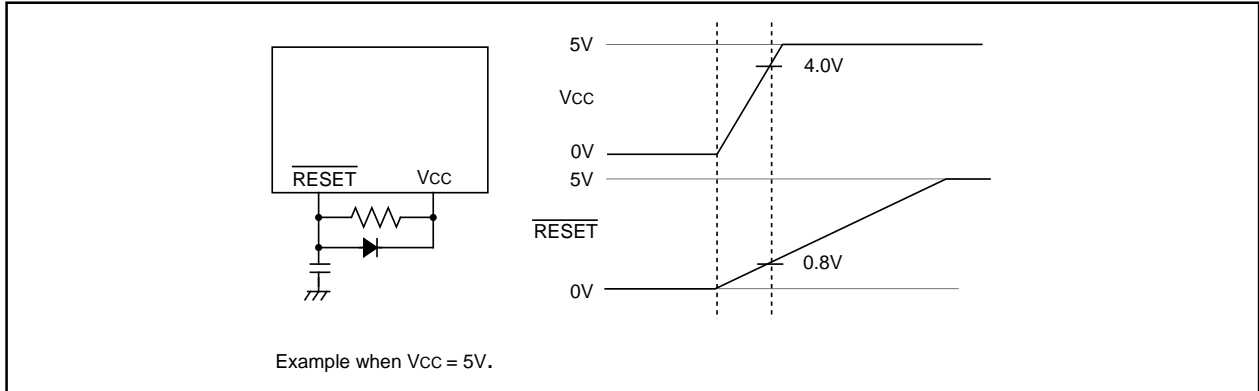 RESET
VCC
5V
4.0V
VCC
0V
5V
RESET
0.8V
0V
Example when VCC = 5V.